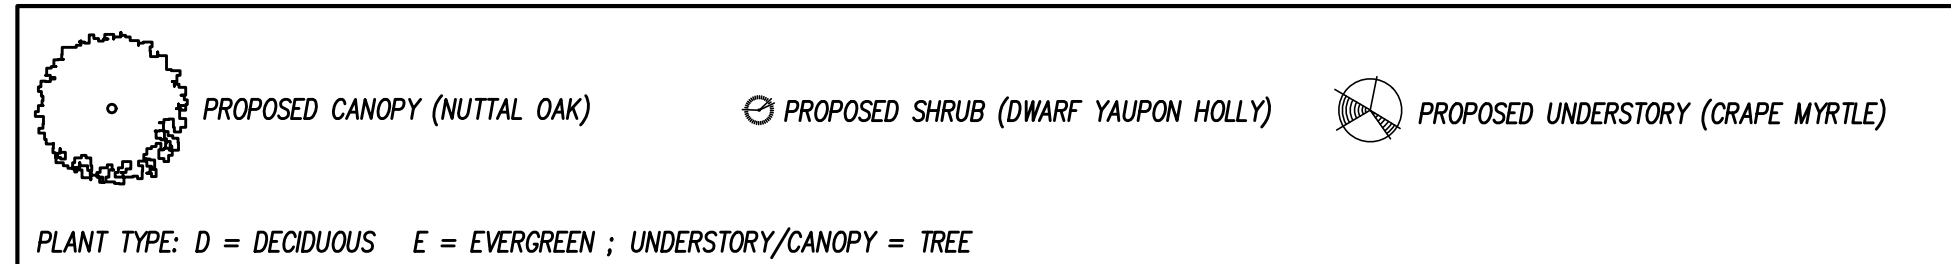 PROPOSED CANOPY (NUTTAL OAK)
PROPOSED SHRUB (DWARF YAUPON HOLLY)
PROPOSED UNDERSTORY (CRAPE MYRTLE)
PLANT TYPE: D = DECIDUOUS E = EVERGREEN ; UNDERSTORY/CANOPY = TREE